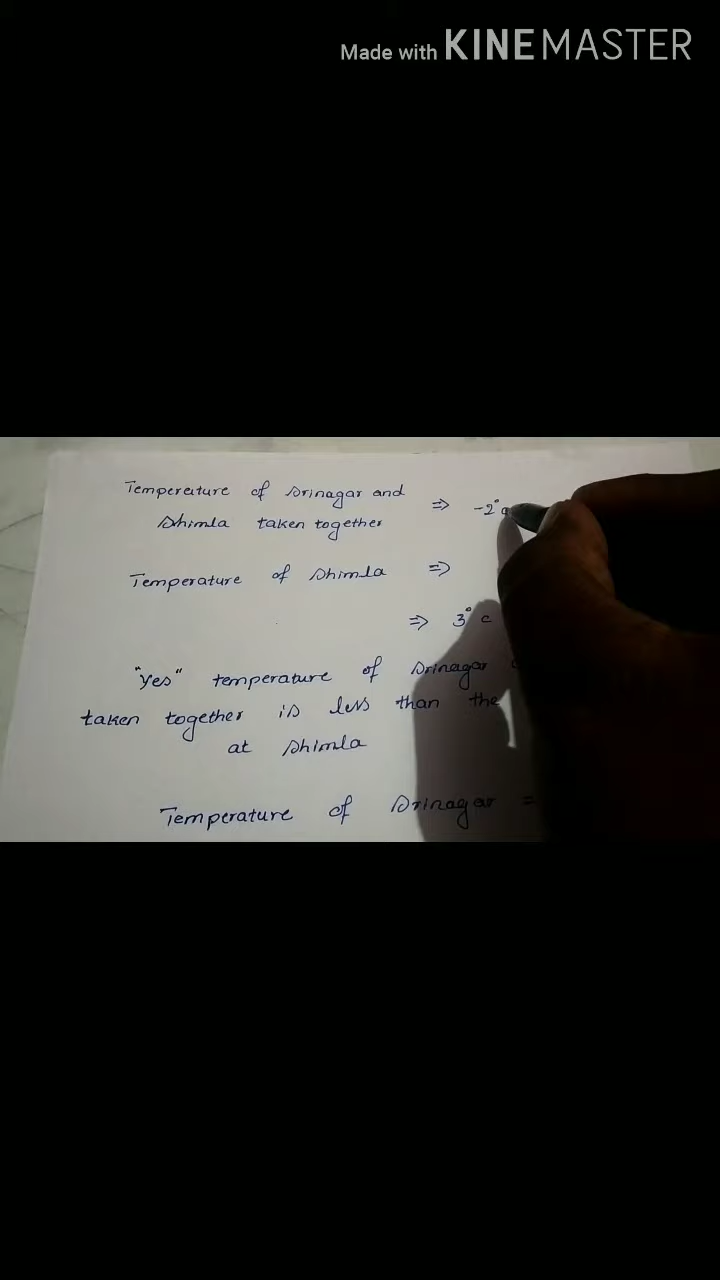 Made with KINEMASTER
Temperature of Srinagar and ⇒ -2° c
Shimla taken together
Temperature of Shimla ⇒
⇒ 3° c
"Yes" temperature of Srinagar
taken together is less than the
at Shimla
Temperature of Srinagar =